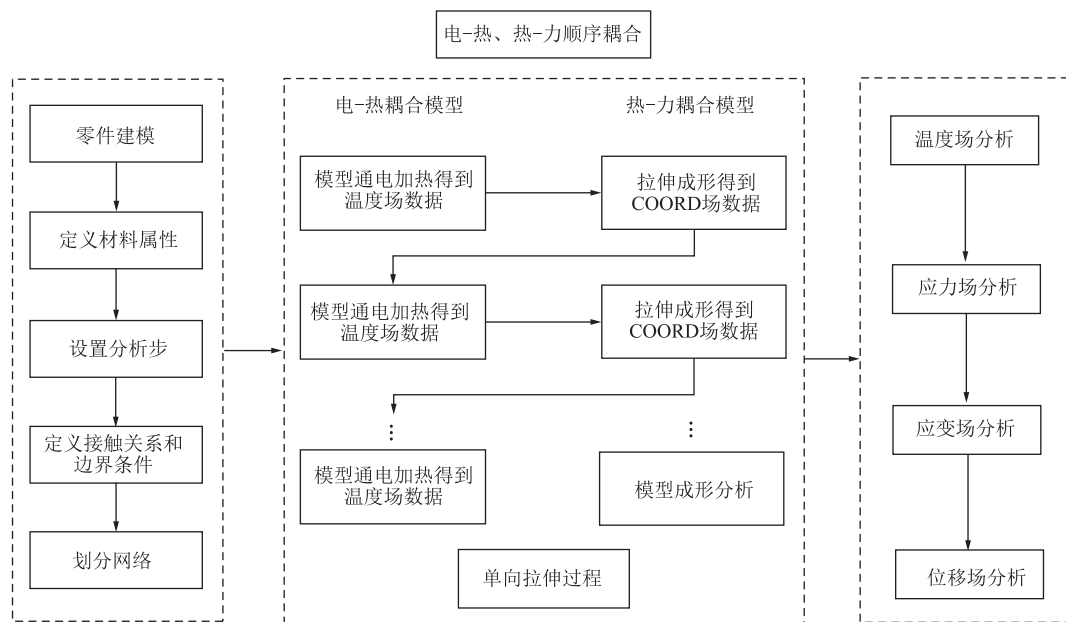 电-热、热-力顺序耦合
零件建模
定义材料属性
设置分析步
定义接触关系和
边界条件
划分网络
电-热耦合模型
热-力耦合模型
模型通电加热得到
温度场数据
拉伸成形得到
COORD场数据
模型通电加热得到
温度场数据
拉伸成形得到
COORD场数据
⋮
⋮
模型通电加热得到
温度场数据
模型成形分析
单向拉伸过程
温度场分析
应力场分析
应变场分析
位移场分析